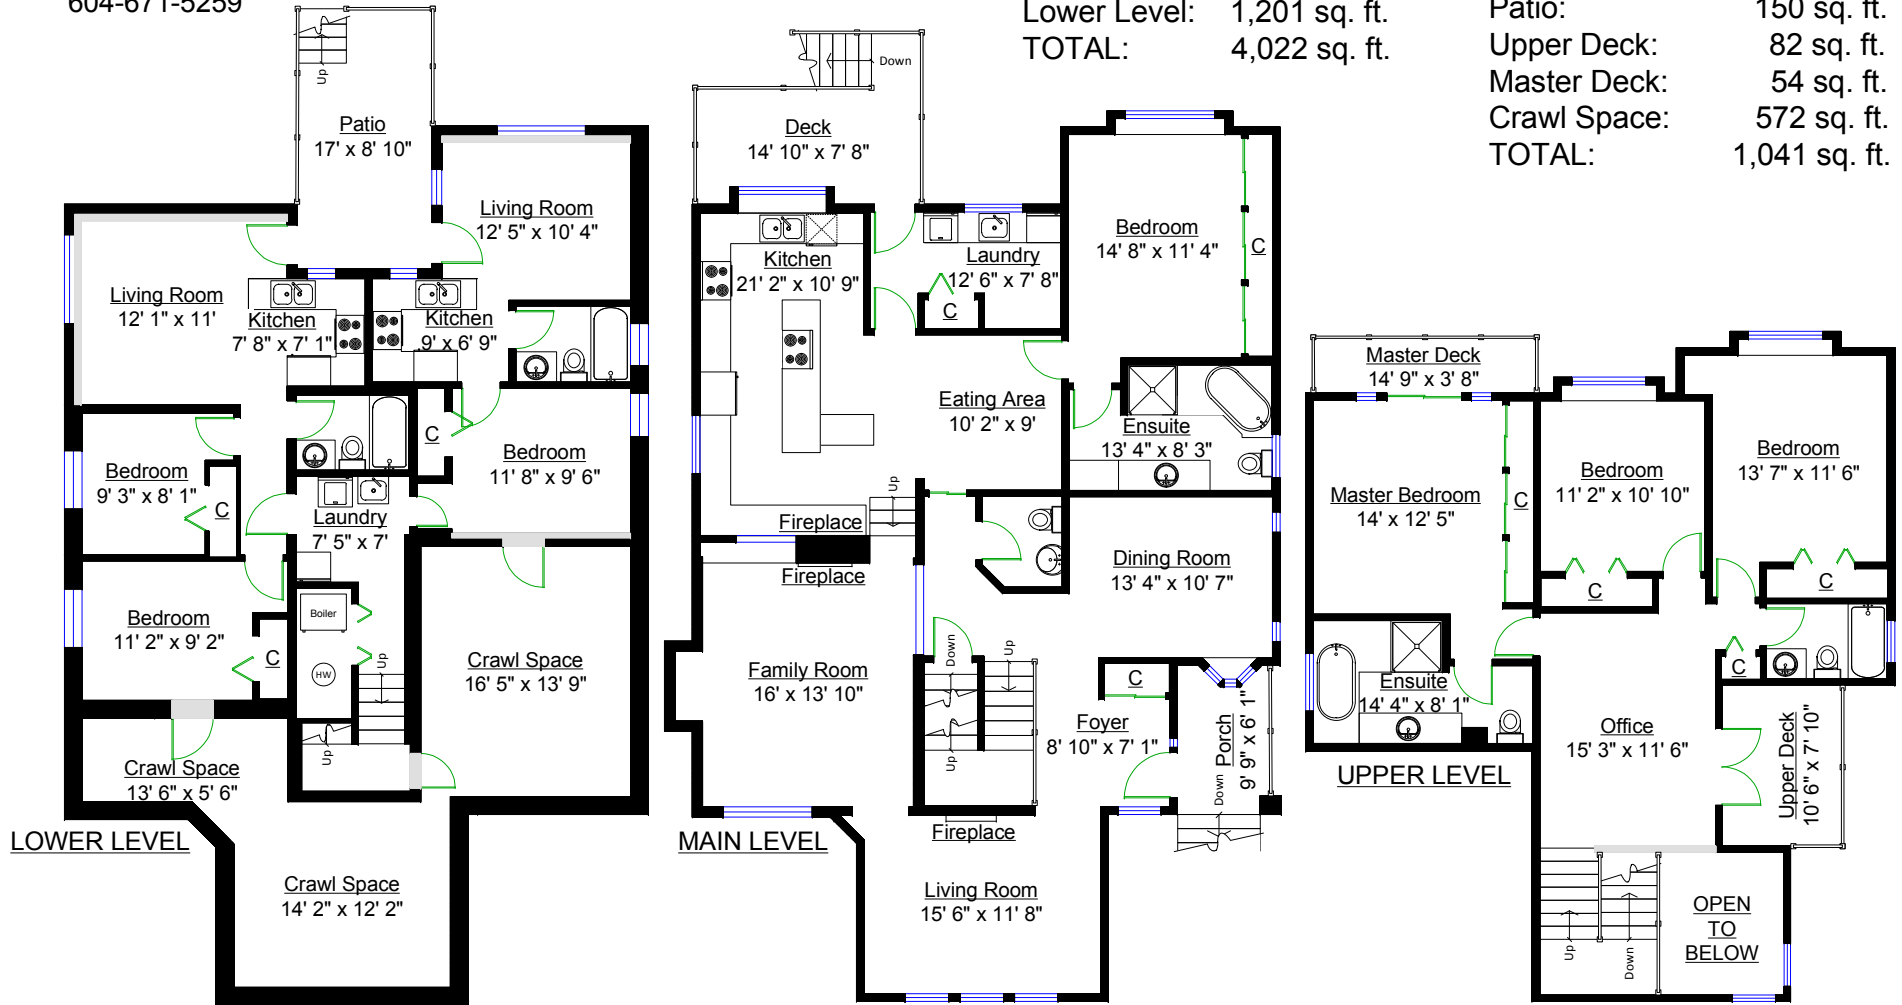 604-671-5259
Lower Level: 1,201 sq. ft.
TOTAL: 4,022 sq. ft.
Patio: 150 sq. ft.
Upper Deck: 82 sq. ft.
Master Deck: 54 sq. ft.
Crawl Space: 572 sq. ft.
TOTAL: 1,041 sq. ft.
Up
Patio
17' x 8' 10"
Living Room
12' 5" x 10' 4"
Living Room
12' 1" x 11'
Kitchen
7' 8" x 7' 1"
Kitchen
9' x 6' 9"
Bedroom
9' 3" x 8' 1"
C
C
Bedroom
11' 8" x 9' 6"
Laundry
7' 5" x 7'
Bedroom
11' 2" x 9' 2"
C
Boiler
HW
Up
Up
Crawl Space
16' 5" x 13' 9"
Crawl Space
13' 6" x 5' 6"
Crawl Space
14' 2" x 12' 2"
LOWER LEVEL
Down
Deck
14' 10" x 7' 8"
Kitchen
21' 2" x 10' 9"
Laundry
12' 6" x 7' 8"
C
Bedroom
14' 8" x 11' 4"
C
Eating Area
10' 2" x 9'
Ensuite
13' 4" x 8' 3"
Up
Fireplace
Fireplace
Dining Room
13' 4" x 10' 7"
Family Room
16' x 13' 10"
Down
Up
Up
C
Foyer
8' 10" x 7' 1"
Porch
9' 9" x 6' 1"
Down
Fireplace
Living Room
15' 6" x 11' 8"
MAIN LEVEL
Master Deck
14' 9" x 3' 8"
Master Bedroom
14' x 12' 5"
C
Bedroom
11' 2" x 10' 10"
C
Bedroom
13' 7" x 11' 6"
C
C
Ensuite
14' 4" x 8' 1"
Office
15' 3" x 11' 6"
Upper Deck
10' 6" x 7' 10"
UPPER LEVEL
Up
Down
OPEN
TO
BELOW